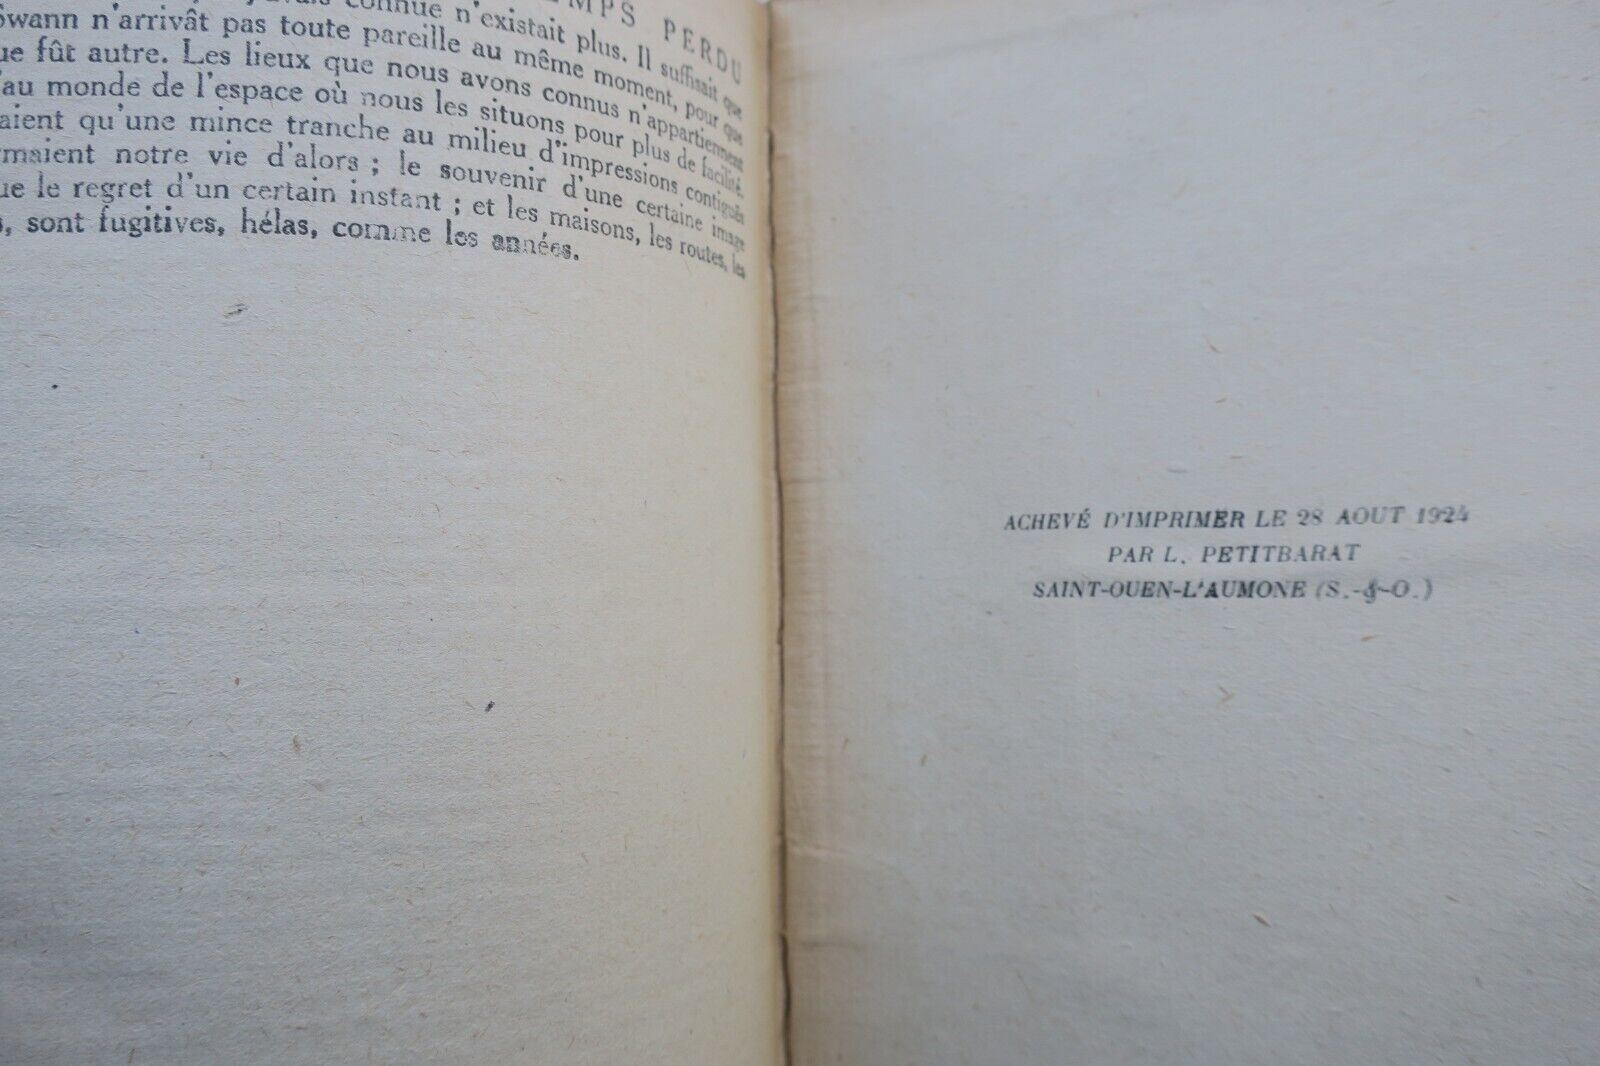 TEMPS PERDU
connue n'existait plus. Il suffisait que
Swann n'arrivât pas toute pareille au même moment, pour que
fût autre. Les lieux que nous avons connus n'appartiennent
'au monde de l'espace où nous les situons pour plus de facilité.
aient qu'une mince tranche au milieu d'impressions contiguës
rmaient notre vie d'alors ; le souvenir d'une certaine image
ue le regret d'un certain instant ; et les maisons, les routes, les
s, sont fugitives, hélas, comme les années.
ACHEVÉ D'IMPRIMER LE 28 AOUT 1924
PAR L. PETITBARAT
SAINT-OUEN-L'AUMONE (S.-&-O.)